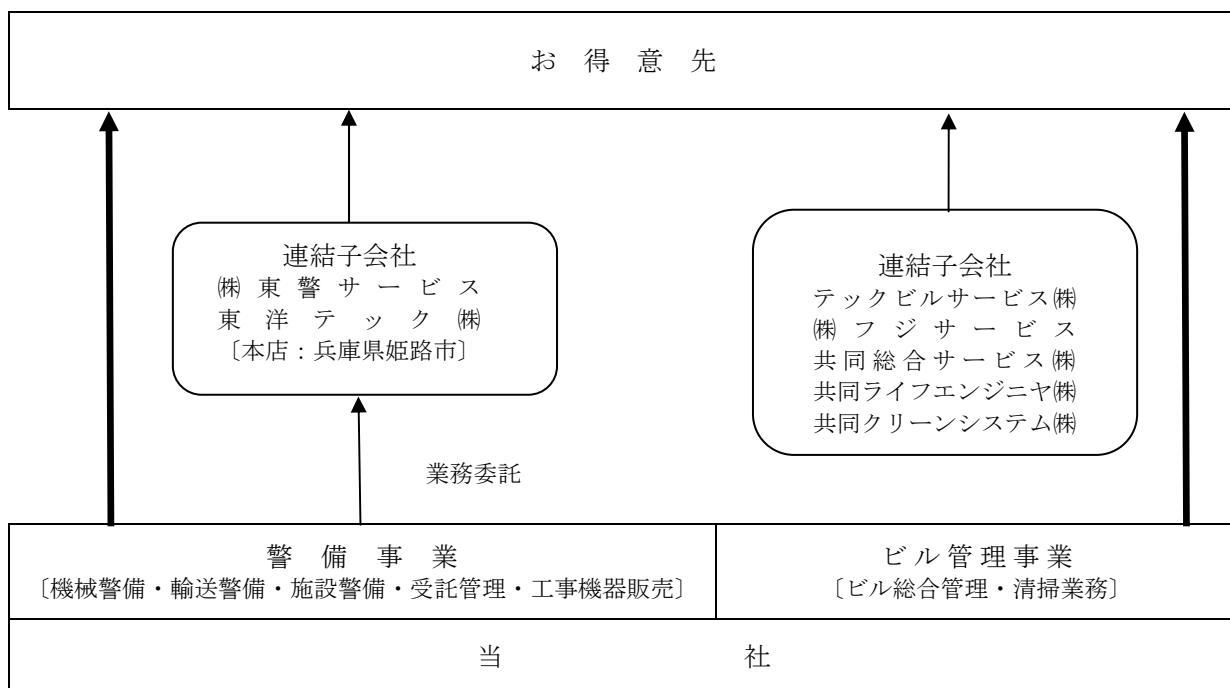 お得意先
連結子会社
㈱東警サービス
東洋テック㈱
〔本店：兵庫県姫路市〕
連結子会社
テックビルサービス㈱
㈱フジサービス
共同総合サービス㈱
共同ライフエンジニヤ㈱
共同クリーンシステム㈱
業務委託
警備事業
〔機械警備・輸送警備・施設警備・受託管理・工事機器販売〕
ビル管理事業
〔ビル総合管理・清掃業務〕
当社